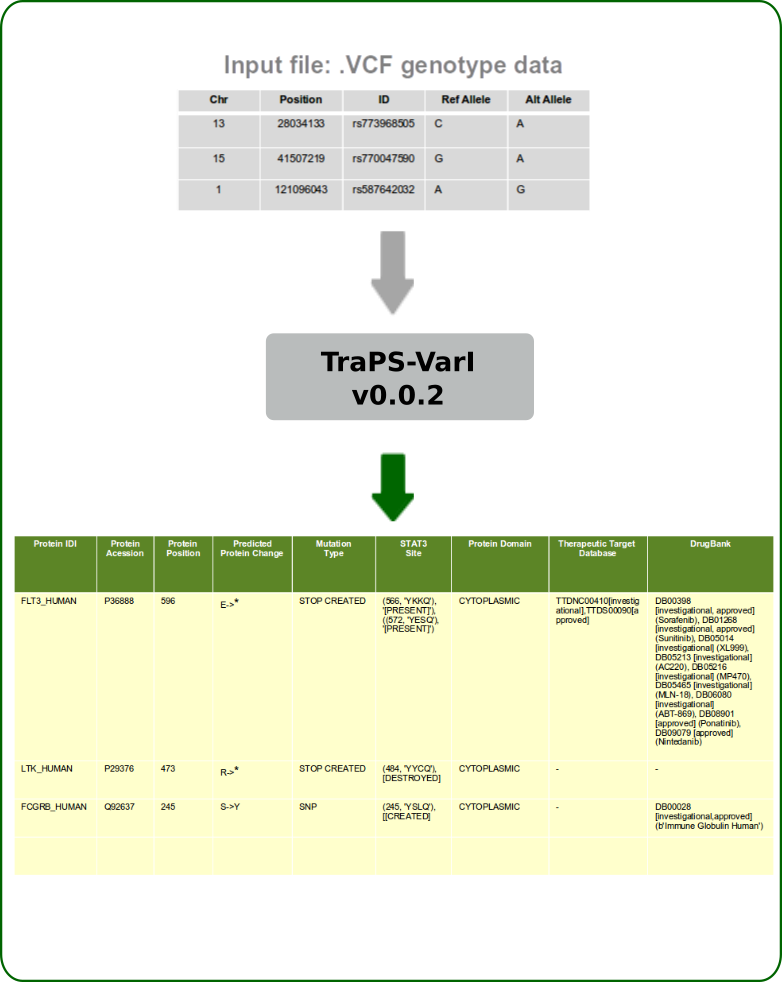 Input file: .VCF genotype data
Chr Position ID Ref Allele Alt Allele
13 28034133 rs773968505 C A
15 41507219 rs770047590 G A
1 121096043 rs587642032 A G
TraPS-VarI
v0.0.2
Protein IDI Protein Acession Protein Position Predicted Protein Change Mutation Type STAT3 Site Protein Domain Therapeutic Target Database DrugBank
FLT3_HUMAN P36888 596 E->* STOP CREATED
(566, 'YKKQ'),
'[PRESENT]'),
((572, 'YESQ'),
'[PRESENT]')
CYTOPLASMIC
TTDNC00410[investig
ational],TTDS00090[a
pproved]
DB00398
[investigational, approved]
(Sorafenib), DB01268
[investigational, approved]
(Sunitinib), DB05014
[investigational] (XL999),
DB05213 [investigational]
(AC220), DB05216
[investigational] (MP470),
DB05465 [investigational]
(MLN-18), DB06080
[investigational]
(ABT-869), DB08901
[approved] (Ponatinib),
DB09079 [approved]
(Nintedanib)
LTK_HUMAN P29376 473 R->* STOP CREATED
(484, 'YYCQ'),
[DESTROYED]
CYTOPLASMIC - -
FCGRB_HUMAN Q92637 245 S->Y SNP
(245, 'YSLQ'),
[[CREATED]
CYTOPLASMIC -
DB00028
[investigational,approved]
(b'Immune Globulin Human')